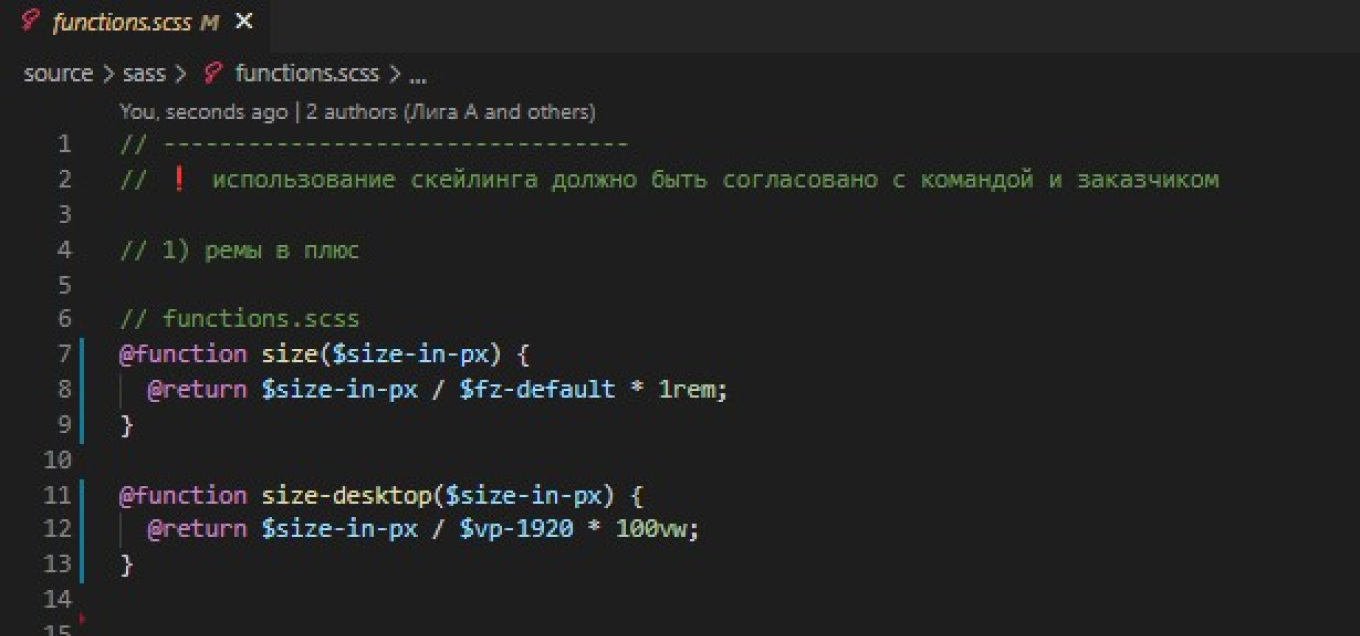 functions.scss M ×
source > sass > functions.scss > ...
You, seconds ago | 2 authors (Лига А and others)
1 // ---------------------------------
2 // ❗ использование скейлинга должно быть согласовано с командой и заказчиком
3
4 // 1) ремы в плюс
5
6 // functions.scss
7 @function size($size-in-px) {
8 @return $size-in-px / $fz-default * 1rem;
9 }
10
11 @function size-desktop($size-in-px) {
12 @return $size-in-px / $vp-1920 * 100vw;
13 }
14
15